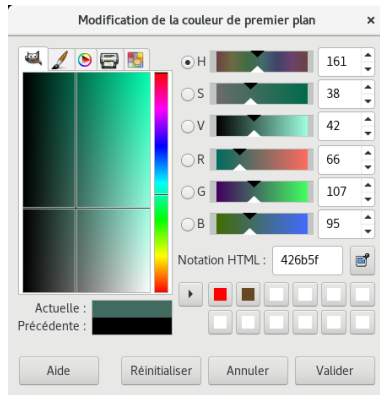 Modification de la couleur de premier plan ×
H 161
S 38
V 42
R 66
G 107
B 95
Notation HTML : 426b5f
Actuelle :
Précédente :
Aide Réinitialiser Annuler Valider